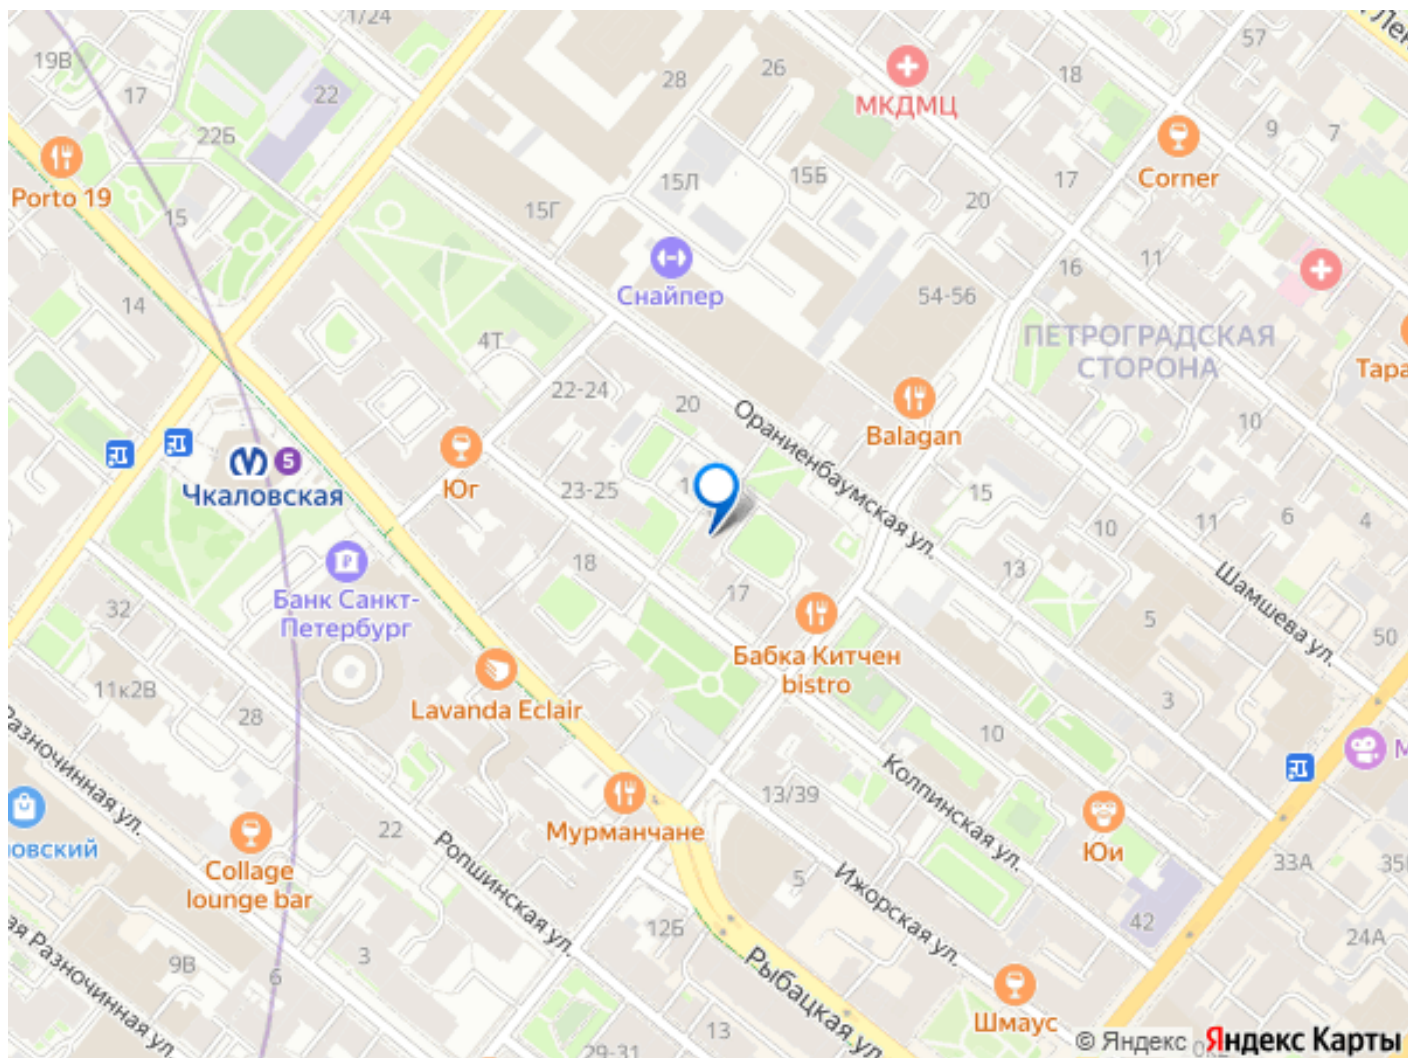 1/24
19В
17
22
22Б
Porto 19
15
14
28
26
МКДМЦ
18
57
9
7
Corner
17
20
15Л
15Б
15Г
Снайпер
54-56
16
11
ПЕТРОГРАДСКАЯ
СТОРОНА
4Т
22-24
20
Balagan
10
Ораниенбаумская ул.
Чкаловская
5
Юг
23-25
15
10
11
6
4
18
17
13
5
Шамшева ул.
50
Банк Санкт-
Петербург
32
Бабка Китчен
bistro
Lavanda Eclair
11к2В
28
3
10
Колпинская ул.
13/39
Мурманчане
Юи
33А
22
Collage
lounge bar
Ропшинская ул.
5
Ижорская ул.
42
24А
12Б
3
9В
6
Рыбацкая ул
Шмаус
13
29-31
© Яндекс
Яндекс Карты